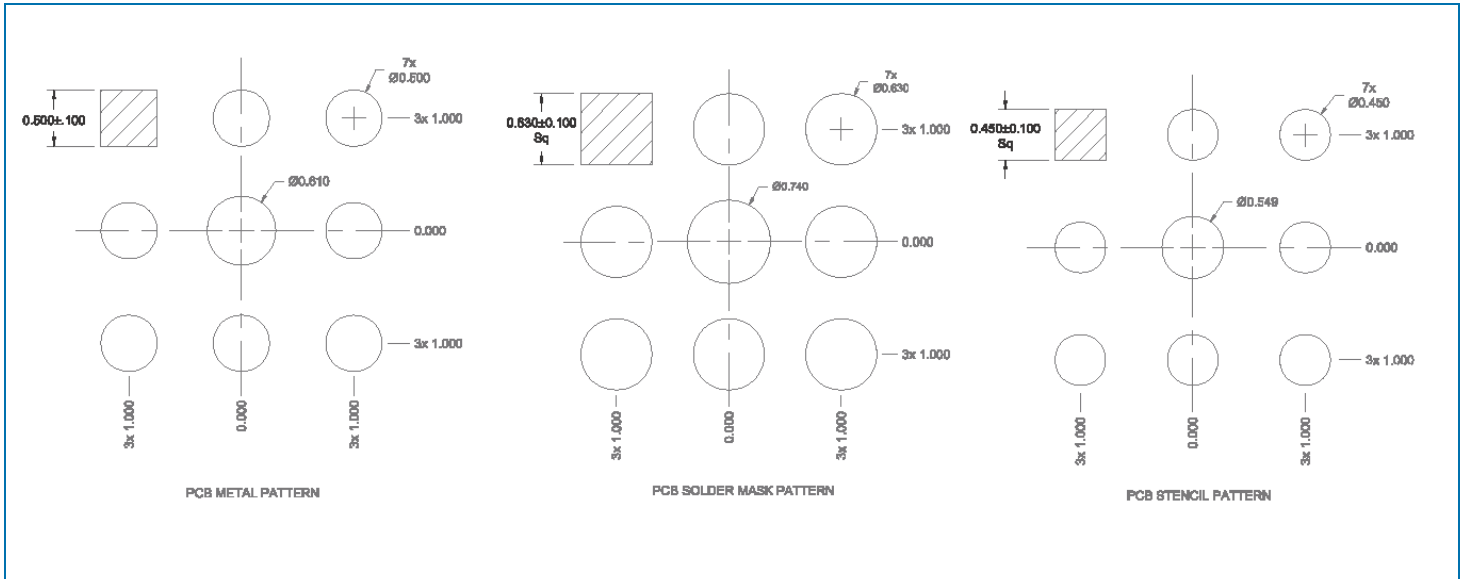 7x
Ø0.500
0.500±.100
3x 1.000
Ø0.610
0.000
3x 1.000
3x 1.000
0.000
3x 1.000
PCB METAL PATTERN
7x
Ø0.630
0.630±0.100
Sq
3x 1.000
Ø0.740
0.000
3x 1.000
3x 1.000
0.000
3x 1.000
PCB SOLDER MASK PATTERN
7x
Ø0.450
0.450±0.100
Sq
3x 1.000
Ø0.549
0.000
3x 1.000
3x 1.000
0.000
3x 1.000
PCB STENCIL PATTERN